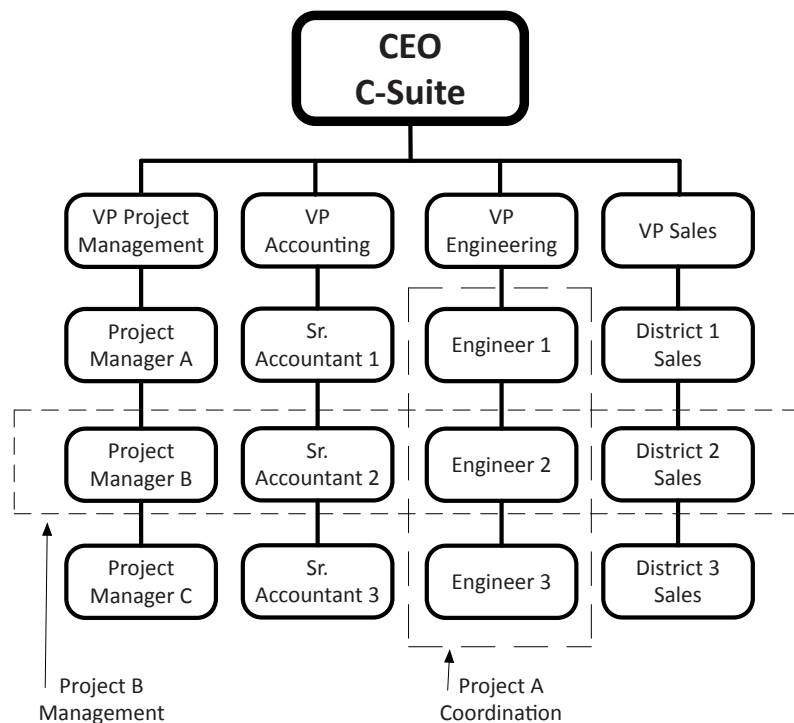 CEO
C-Suite
VP Project
Management
VP
Accounting
VP
Engineering
VP Sales
Project
Manager A
Sr.
Accountant 1
Engineer 1
District 1
Sales
Project
Manager B
Sr.
Accountant 2
Engineer 2
District 2
Sales
Project
Manager C
Sr.
Accountant 3
Engineer 3
District 3
Sales
Project B
Management
Project A
Coordination